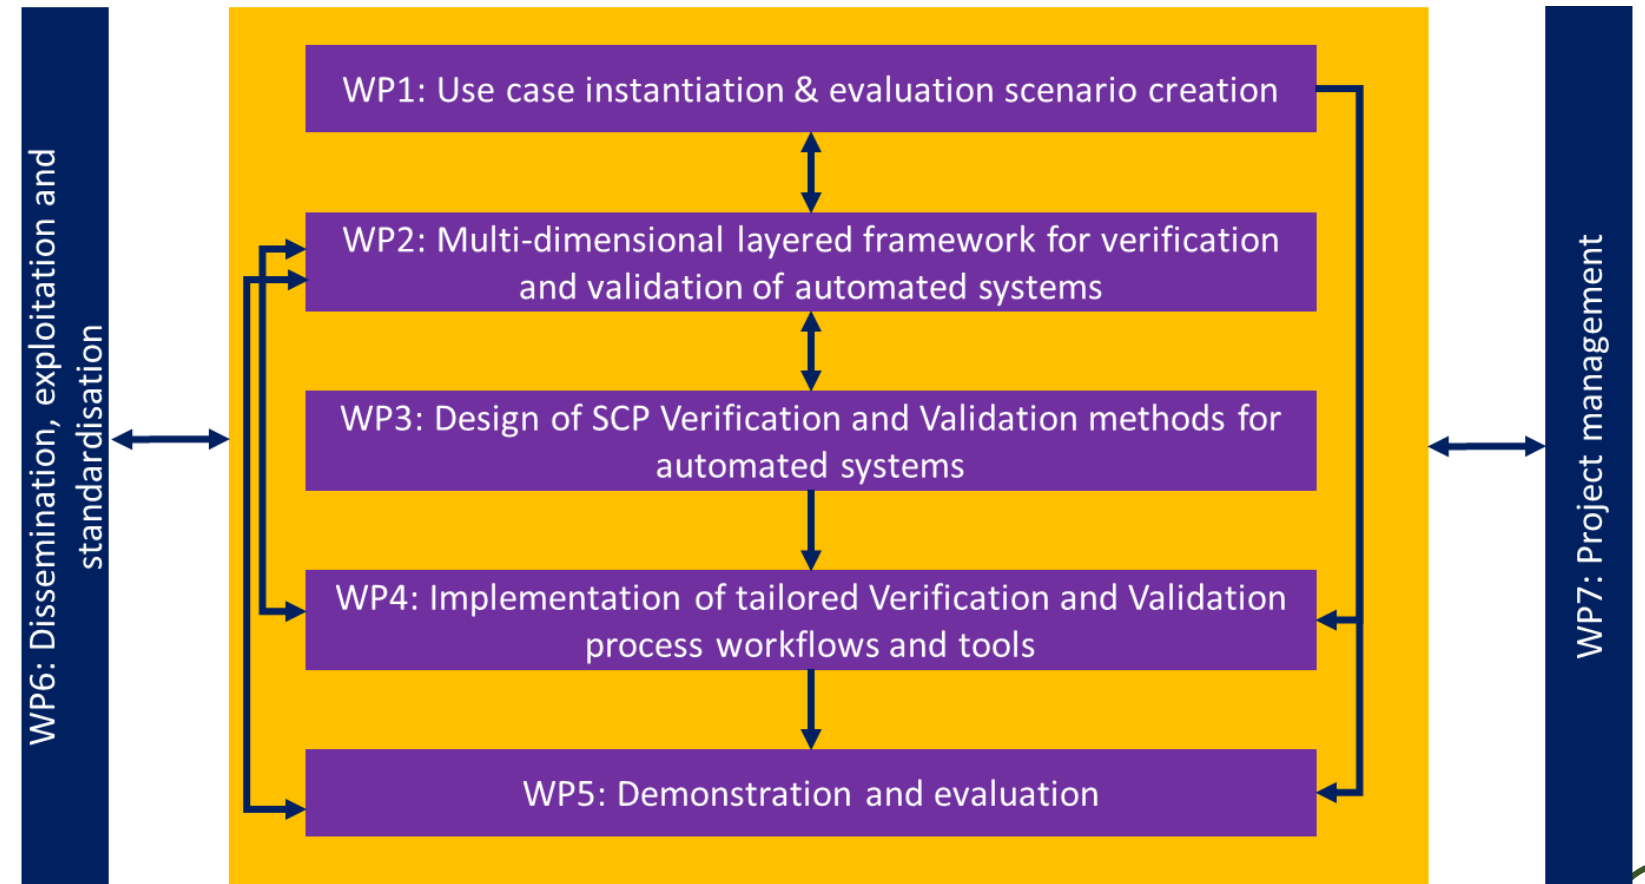 WP6: Dissemination, exploitation and
standardisation
WP1: Use case instantiation & evaluation scenario creation
WP2: Multi-dimensional layered framework for verification
and validation of automated systems
WP3: Design of SCP Verification and Validation methods for
automated systems
WP4: Implementation of tailored Verification and Validation
process workflows and tools
WP5: Demonstration and evaluation
WP7: Project management